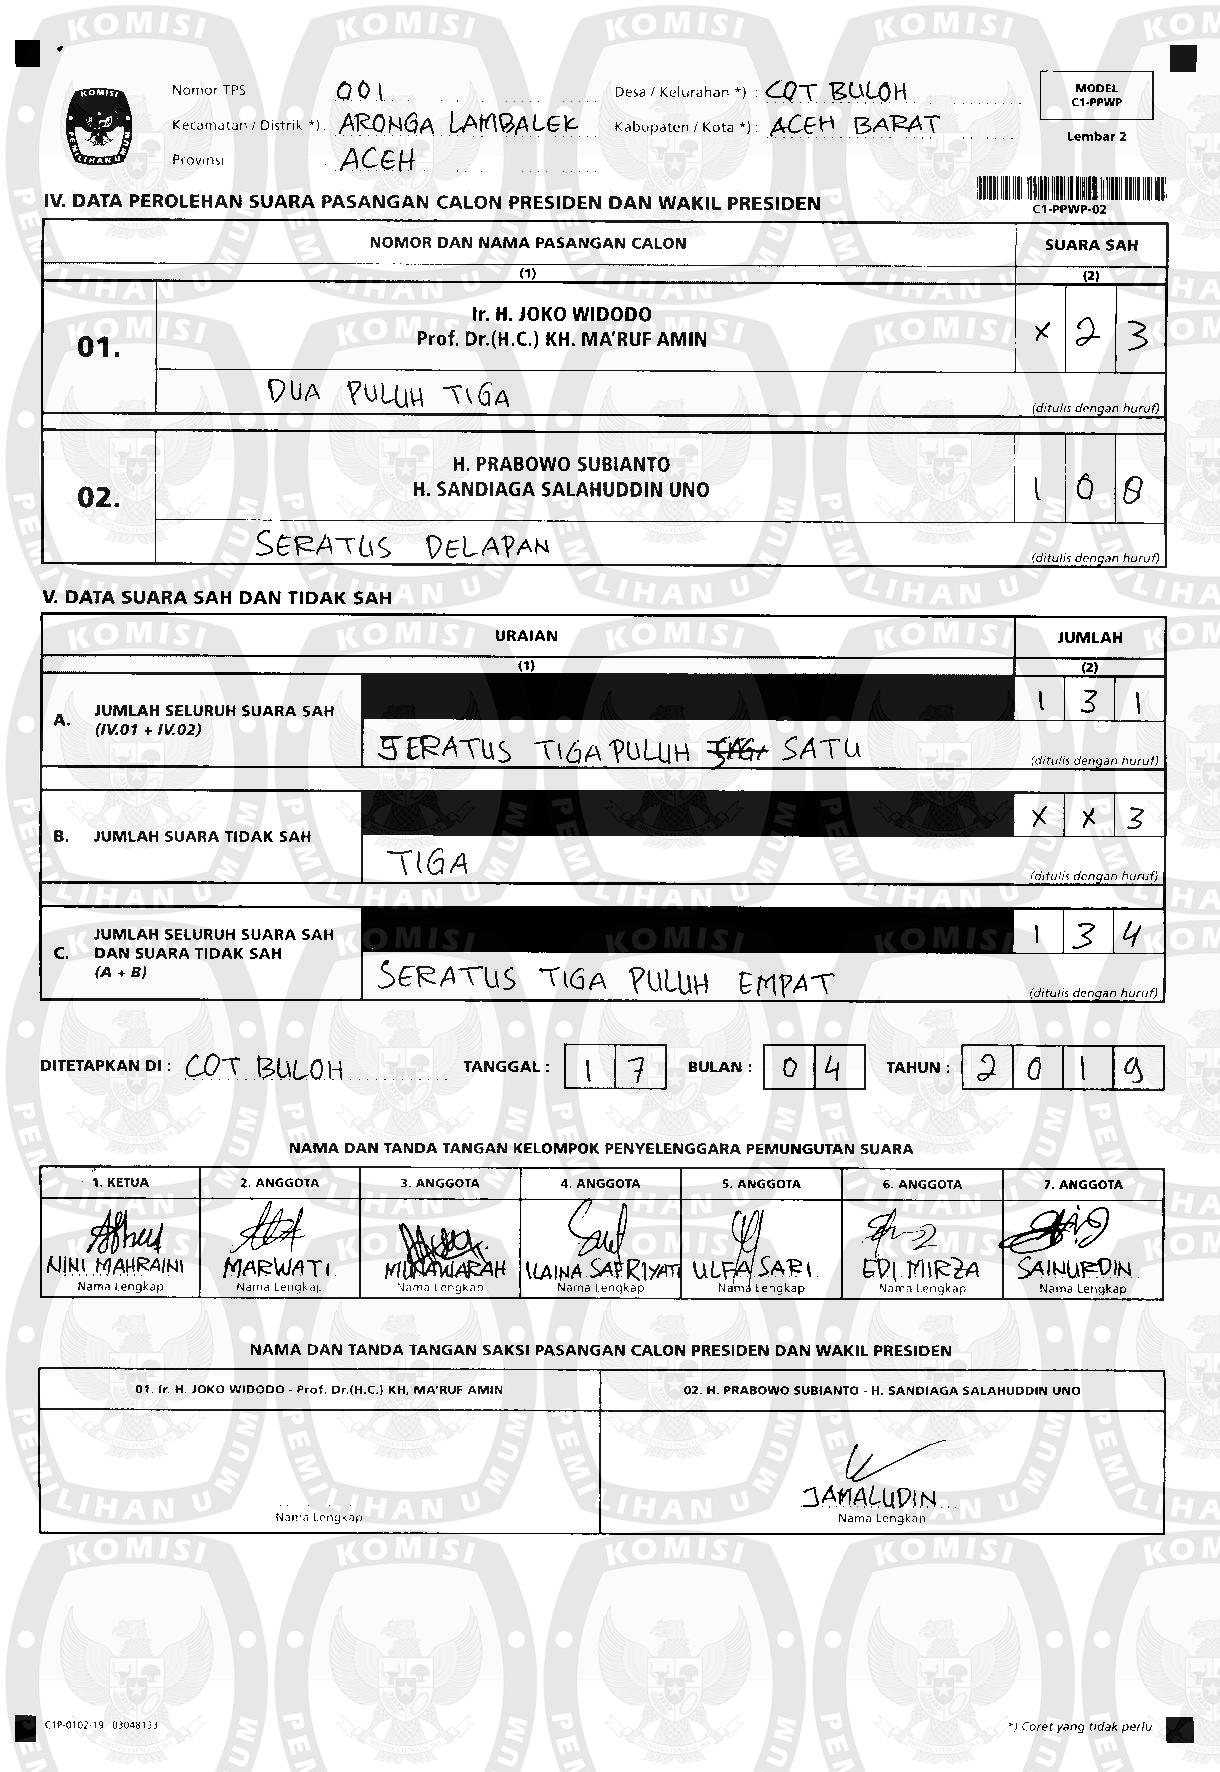 Nomor TPS 001 Desa / Kelurahan *) : COT BULOH
MODEL C1-PPWP
Kecamatan / Distrik *) . ARONGA LAMBALEK Kabupaten / Kota *) : ACEH BARAT
Lembar 2
Provinsi ACEH
C1-PPWP-02
IV. DATA PEROLEHAN SUARA PASANGAN CALON PRESIDEN DAN WAKIL PRESIDEN
NOMOR DAN NAMA PASANGAN CALON SUARA SAH
(1) (2)
01. Ir. H. JOKO WIDODO
Prof. Dr.(H.C.) KH. MA'RUF AMIN X 2 3
DUA PULUH TIGA (ditulis dengan huruf)
02. H. PRABOWO SUBIANTO
H. SANDIAGA SALAHUDDIN UNO 1 0 8
SERATUS DELAPAN (ditulis dengan huruf)
V. DATA SUARA SAH DAN TIDAK SAH
URAIAN JUMLAH
(1) (2)
A. JUMLAH SELURUH SUARA SAH
(IV.01 + IV.02) 1 3 1
SERATUS TIGA PULUH SATU (ditulis dengan huruf)
B. JUMLAH SUARA TIDAK SAH X X 3
TIGA (ditulis dengan huruf)
C. JUMLAH SELURUH SUARA SAH
DAN SUARA TIDAK SAH
(A + B) 1 3 4
SERATUS TIGA PULUH EMPAT (ditulis dengan huruf)
DITETAPKAN DI : COT BULOH TANGGAL : 1 7 BULAN : 0 4 TAHUN : 2 0 1 9
NAMA DAN TANDA TANGAN KELOMPOK PENYELENGGARA PEMUNGUTAN SUARA
1. KETUA 2. ANGGOTA 3. ANGGOTA 4. ANGGOTA 5. ANGGOTA 6. ANGGOTA 7. ANGGOTA
NINI MAHRAINI MARWATI MUNAWARAH ILAINA SAFRIYATI ULFA SARI EDI MIRZA SAINURDIN
Nama Lengkap Nama Lengkap Nama Lengkap Nama Lengkap Nama Lengkap Nama Lengkap Nama Lengkap
NAMA DAN TANDA TANGAN SAKSI PASANGAN CALON PRESIDEN DAN WAKIL PRESIDEN
01. Ir. H. JOKO WIDODO - Prof. Dr.(H.C.) KH, MA'RUF AMIN 02. H. PRABOWO SUBIANTO - H. SANDIAGA SALAHUDDIN UNO
JAMALUDIN
Nama Lengkap Nama Lengkap
C1P-0102-19 03048133 *) Coret yang tidak perlu